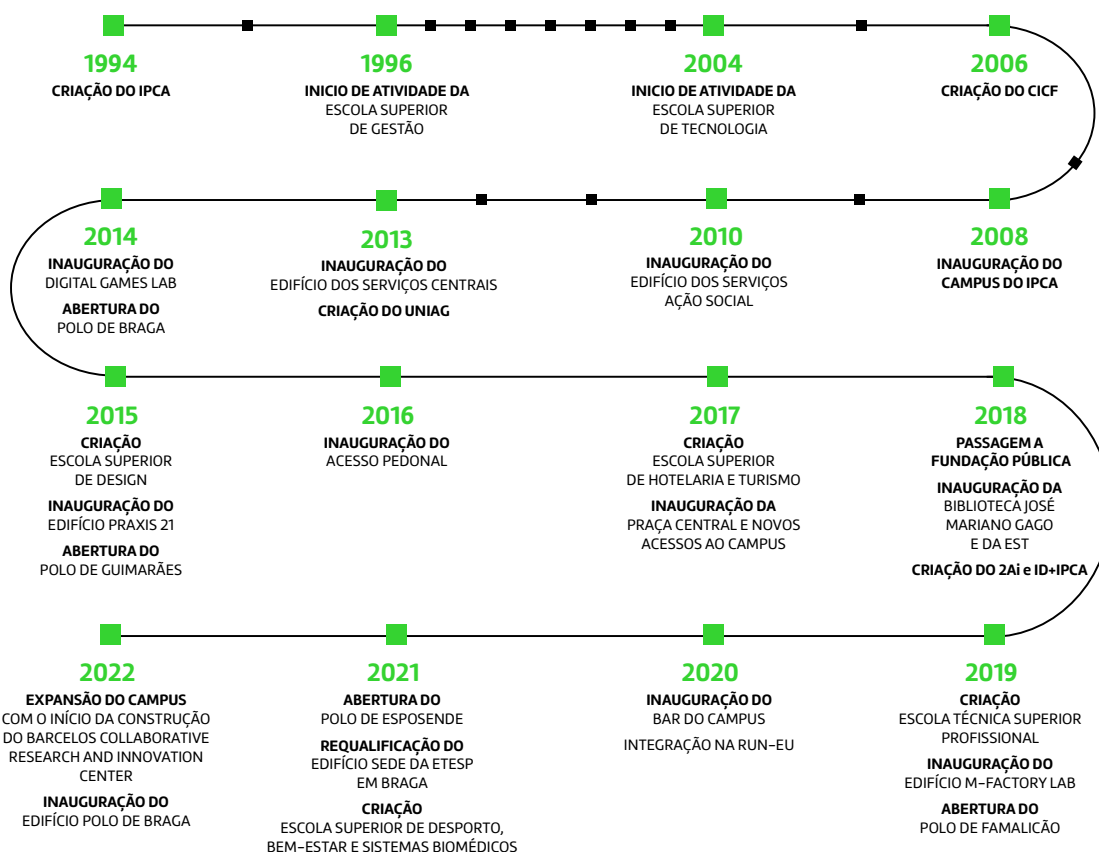 1994
CRIAÇÃO DO IPCA
1996
INICIO DE ATIVIDADE DA
ESCOLA SUPERIOR
DE GESTÃO
2004
INICIO DE ATIVIDADE DA
ESCOLA SUPERIOR
DE TECNOLOGIA
2006
CRIAÇÃO DO CICF
2008
INAUGURAÇÃO DO
CAMPUS DO IPCA
2010
INAUGURAÇÃO DO
EDIFÍCIO DOS SERVIÇOS
AÇÃO SOCIAL
2013
INAUGURAÇÃO DO
EDIFÍCIO DOS SERVIÇOS CENTRAIS
CRIAÇÃO DO UNIAG
2014
INAUGURAÇÃO DO
DIGITAL GAMES LAB
ABERTURA DO
POLO DE BRAGA
2015
CRIAÇÃO
ESCOLA SUPERIOR
DE DESIGN
INAUGURAÇÃO DO
EDIFÍCIO PRAXIS 21
ABERTURA DO
POLO DE GUIMARÃES
2016
INAUGURAÇÃO DO
ACESSO PEDONAL
2017
CRIAÇÃO
ESCOLA SUPERIOR
DE HOTELARIA E TURISMO
INAUGURAÇÃO DA
PRAÇA CENTRAL E NOVOS
ACESSOS AO CAMPUS
2018
PASSAGEM A
FUNDAÇÃO PÚBLICA
INAUGURAÇÃO DA
BIBLIOTECA JOSÉ
MARIANO GAGO
E DA EST
CRIAÇÃO DO 2Ai e ID+IPCA
2019
CRIAÇÃO
ESCOLA TÉCNICA SUPERIOR
PROFISSIONAL
INAUGURAÇÃO DO
EDIFÍCIO M-FACTORY LAB
ABERTURA DO
POLO DE FAMALICÃO
2020
INAUGURAÇÃO DO
BAR DO CAMPUS
INTEGRAÇÃO NA RUN-EU
2021
ABERTURA DO
POLO DE ESPOSENDE
REQUALIFICAÇÃO DO
EDIFÍCIO SEDE DA ETESP
EM BRAGA
CRIAÇÃO
ESCOLA SUPERIOR DE DESPORTO,
BEM-ESTAR E SISTEMAS BIOMÉDICOS
2022
EXPANSÃO DO CAMPUS
COM O INÍCIO DA CONSTRUÇÃO
DO BARCELOS COLLABORATIVE
RESEARCH AND INNOVATION
CENTER
INAUGURAÇÃO DO
EDIFÍCIO POLO DE BRAGA